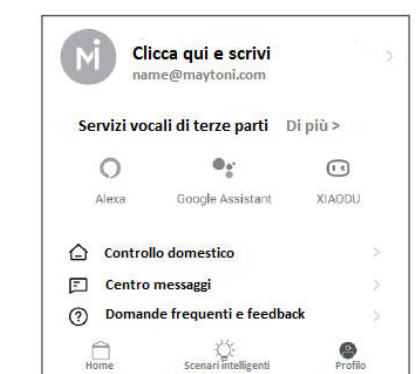 Mi
Clicca qui e scrivi
name@maytoni.com
Servizi vocali di terze parti Di più >
Alexa Google Assistant XIAODU
Controllo domestico
Centro messaggi
Domande frequenti e feedback
Home Scenari intelligenti Profilo